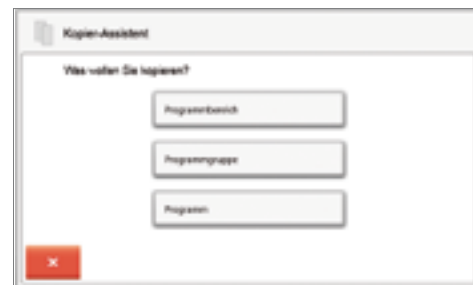 Kopier-Assistent
Was wollen Sie kopieren?
Programmbereich
Programmgruppe
Programm